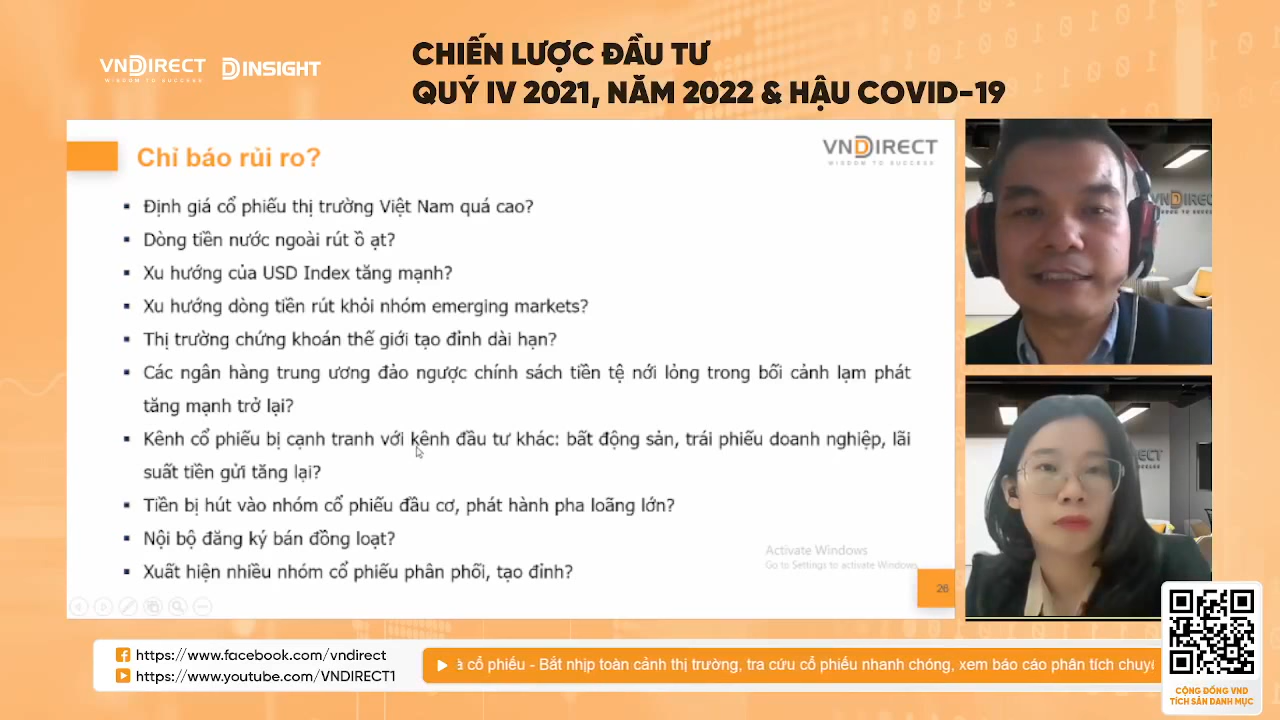 VNDIRECT
WISDOM TO SUCCESS
DINSIGHT
CHIẾN LƯỢC ĐẦU TƯ
QUÝ IV 2021, NĂM 2022 & HẬU COVID-19
Chỉ báo rủi ro?
VNDIRECT
WISDOM TO SUCCESS
▪ Định giá cổ phiếu thị trường Việt Nam quá cao?
▪ Dòng tiền nước ngoài rút ồ ạt?
▪ Xu hướng của USD Index tăng mạnh?
▪ Xu hướng dòng tiền rút khỏi nhóm emerging markets?
▪ Thị trường chứng khoán thế giới tạo đỉnh dài hạn?
▪ Các ngân hàng trung ương đảo ngược chính sách tiền tệ nới lỏng trong bối cảnh lạm phát
tăng mạnh trở lại?
▪ Kênh cổ phiếu bị cạnh tranh với kênh đầu tư khác: bất động sản, trái phiếu doanh nghiệp, lãi
suất tiền gửi tăng lại?
▪ Tiền bị hút vào nhóm cổ phiếu đầu cơ, phát hành pha loãng lớn?
▪ Nội bộ đăng ký bán đồng loạt?
▪ Xuất hiện nhiều nhóm cổ phiếu phân phối, tạo đỉnh?
Activate Windows
Go to Settings to activate Windows.
26
https://www.facebook.com/vndirect
https://www.youtube.com/VNDIRECT1
à cổ phiếu - Bắt nhịp toàn cảnh thị trường, tra cứu cổ phiếu nhanh chóng, xem báo cáo phân tích
CỘNG ĐỒNG VND
TÍCH SẢN DANH MỤC